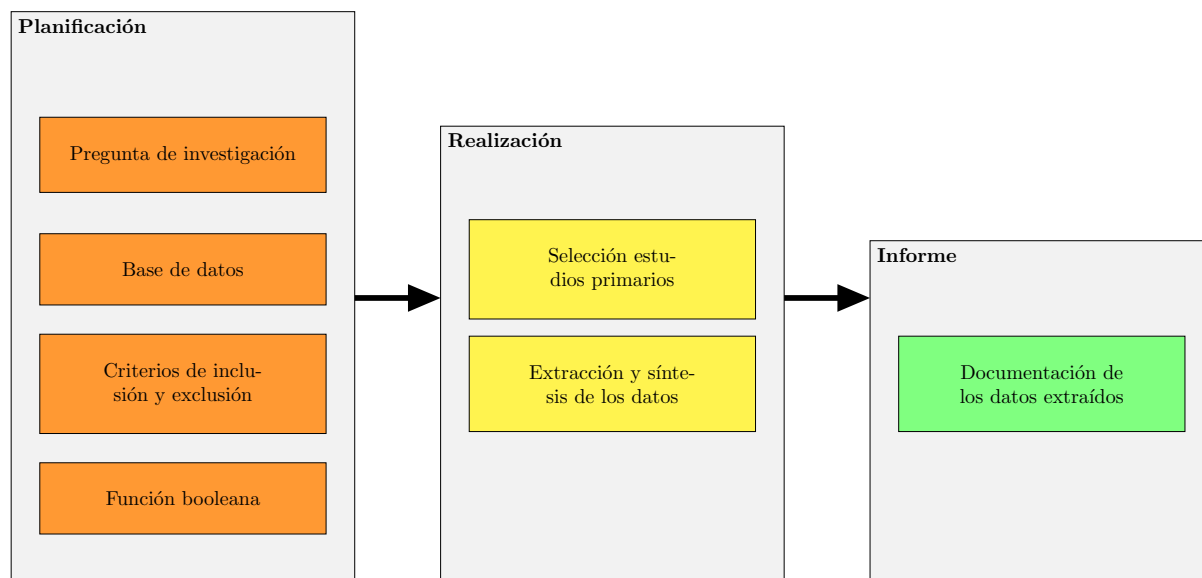 Planificación
Pregunta de investigación
Base de datos
Criterios de inclu-
sión y exclusión
Función booleana
Realización
Selección estu-
dios primarios
Extracción y sínte-
sis de los datos
Informe
Documentación de
los datos extraídos